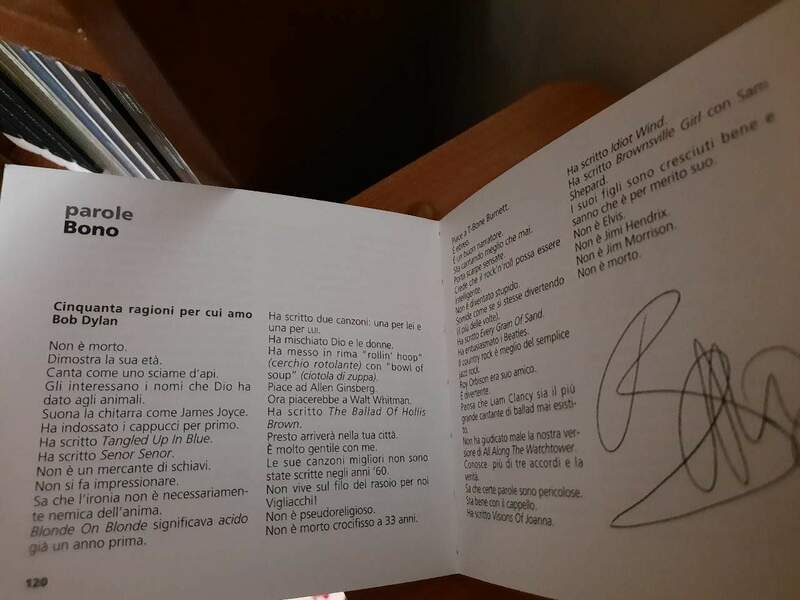 parole
Bono
Cinquanta ragioni per cui amo
Bob Dylan
Non è morto.
Dimostra la sua età.
Canta come uno sciame d'api.
Gli interessano i nomi che Dio ha
dato agli animali.
Suona la chitarra come James Joyce.
Ha indossato i cappucci per primo.
Ha scritto Tangled Up In Blue.
Ha scritto Senor Senor.
Non è un mercante di schiavi.
Non si fa impressionare.
Sa che l'ironia non è necessariamen-
te nemica dell'anima.
Blonde On Blonde significava acido
già un anno prima.
120
Ha scritto due canzoni: una per lei e
una per lui.
Ha mischiato Dio e le donne.
Ha messo in rima "rollin' hoop"
(cerchio rotolante) con "bowl of
soup" (ciotola di zuppa).
Piace ad Allen Ginsberg.
Ora piacerebbe a Walt Whitman.
Ha scritto The Ballad Of Hollis
Brown.
Presto arriverà nella tua città.
È molto gentile con me.
Le sue canzoni migliori non sono
state scritte negli anni '60.
Non vive sul filo del rasoio per noi
Vigliacchi!
Non è pseudoreligioso.
Non è morto crocifisso a 33 anni.
Piace a T-Bone Burnett.
È ebreo.
È un buon narratore.
Sta cantando meglio che mai.
Porta scarpe sensate.
Crede che il rock'n'roll possa essere
intelligente.
Non è diventato stupido.
Sorride come se si stesse divertendo
(il più delle volte).
Ha scritto Every Grain Of Sand.
Ha entusiasmato i Beatles.
Il country rock è meglio del semplice
jazz rock.
Roy Orbison era suo amico.
È divertente.
Pensa che Liam Clancy sia il più
grande cantante di ballad mai esisti-
to.
Non ha giudicato male la nostra ver-
sione di All Along The Watchtower.
Conosce più di tre accordi e la
verità.
Sa che certe parole sono pericolose.
Sta bene con il cappello.
Ha scritto Visions Of Joanna.
Ha scritto Idiot Wind.
Ha scritto Brownsville Girl con Sam
Shepard.
I suoi figli sono cresciuti bene e
sanno che è per merito suo.
Non è Elvis.
Non è Jimi Hendrix.
Non è Jim Morrison.
Non è morto.